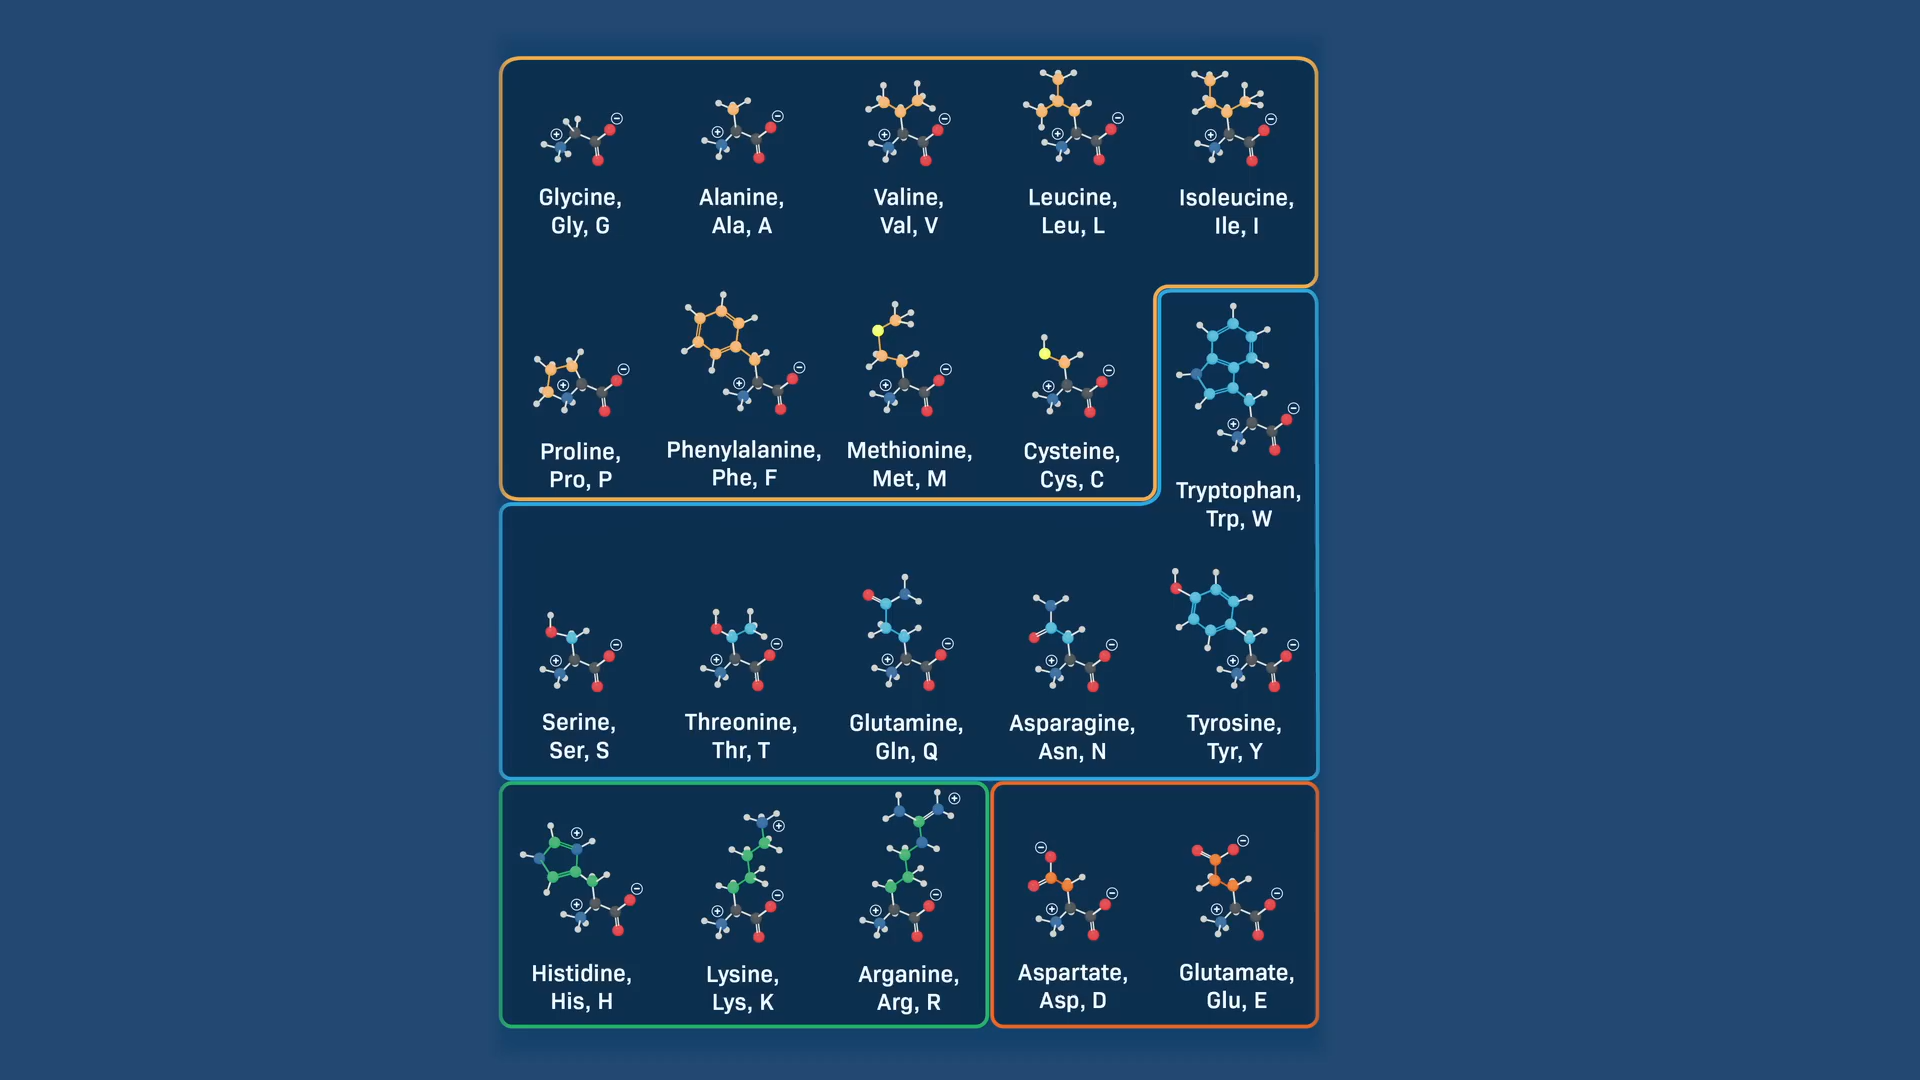 Glycine,
Gly, G
Alanine,
Ala, A
Valine,
Val, V
Leucine,
Leu, L
Isoleucine,
Ile, I
Proline,
Pro, P
Phenylalanine,
Phe, F
Methionine,
Met, M
Cysteine,
Cys, C
Tryptophan,
Trp, W
Serine,
Ser, S
Threonine,
Thr, T
Glutamine,
Gln, Q
Asparagine,
Asn, N
Tyrosine,
Tyr, Y
Histidine,
His, H
Lysine,
Lys, K
Arganine,
Arg, R
Aspartate,
Asp, D
Glutamate,
Glu, E